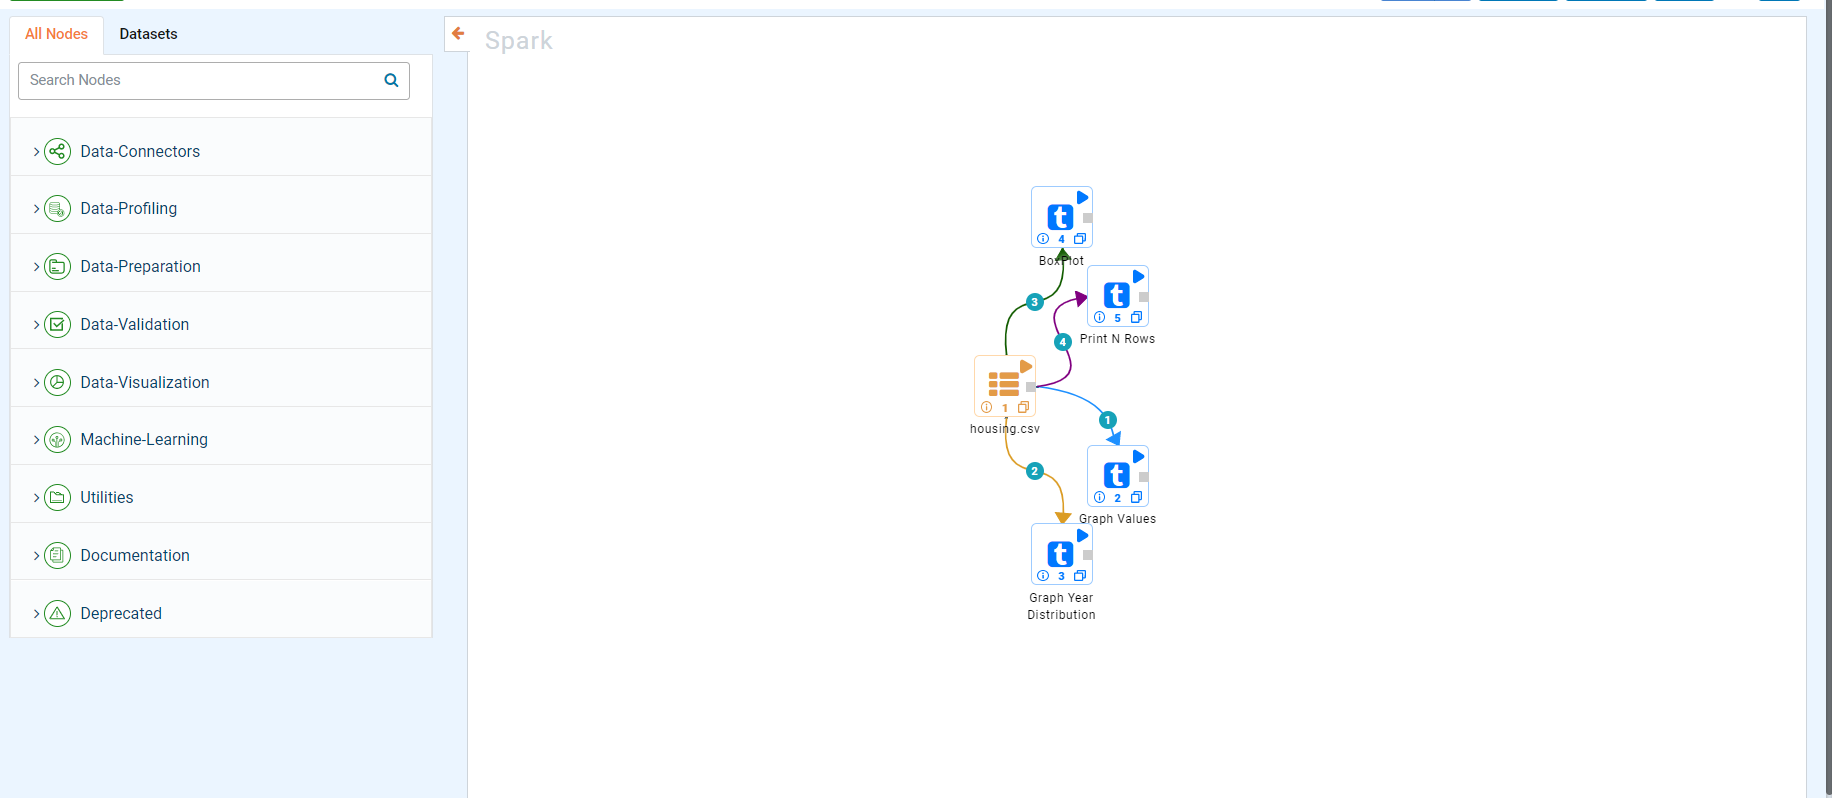 All Nodes
Datasets
Spark
Search Nodes
Data-Connectors
Data-Profiling
Data-Preparation
Data-Validation
Data-Visualization
Machine-Learning
Utilities
Documentation
Deprecated
t
4
BoxPlot
3
t
5
Print N Rows
4
1
housing.csv
1
2
t
2
Graph Values
t
3
Graph Year
Distribution